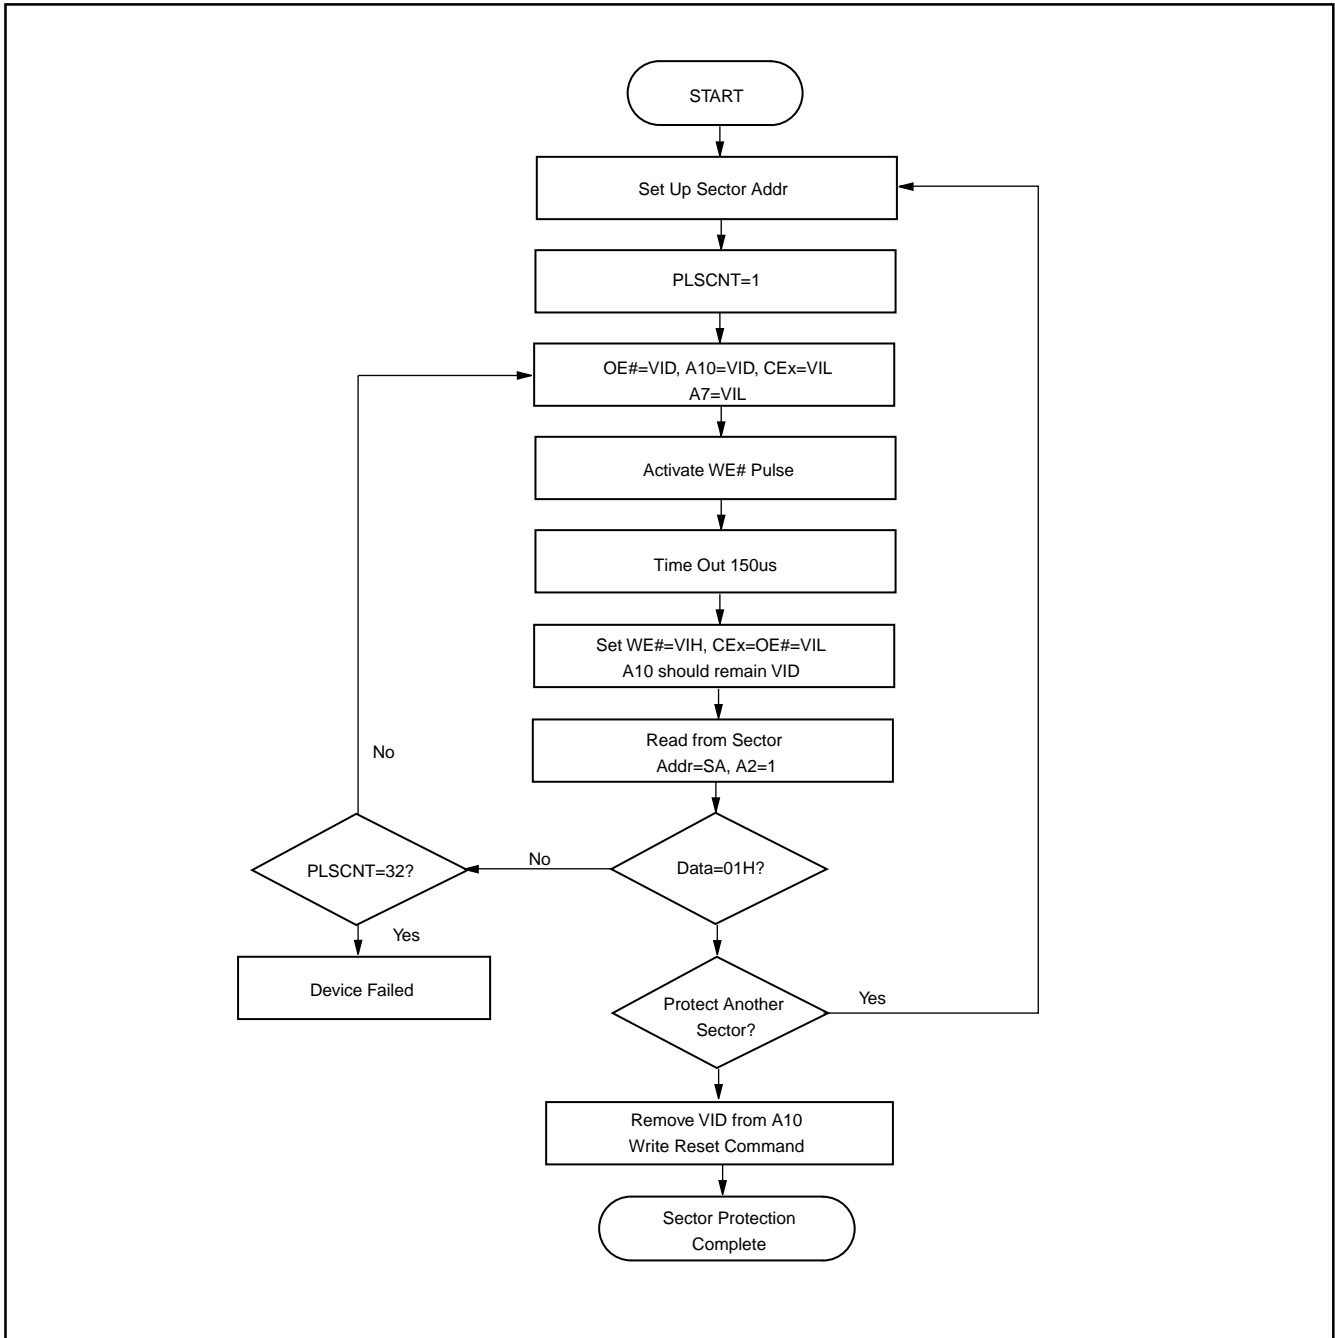 START
Set Up Sector Addr
PLSCNT=1
OE#=VID, A10=VID, CEx=VIL
A7=VIL
Activate WE# Pulse
Time Out 150us
Set WE#=VIH, CEx=OE#=VIL
A10 should remain VID
Read from Sector
Addr=SA, A2=1
No
Data=01H?
No
PLSCNT=32?
Yes
Device Failed
Protect Another
Sector?
Yes
Remove VID from A10
Write Reset Command
Sector Protection
Complete